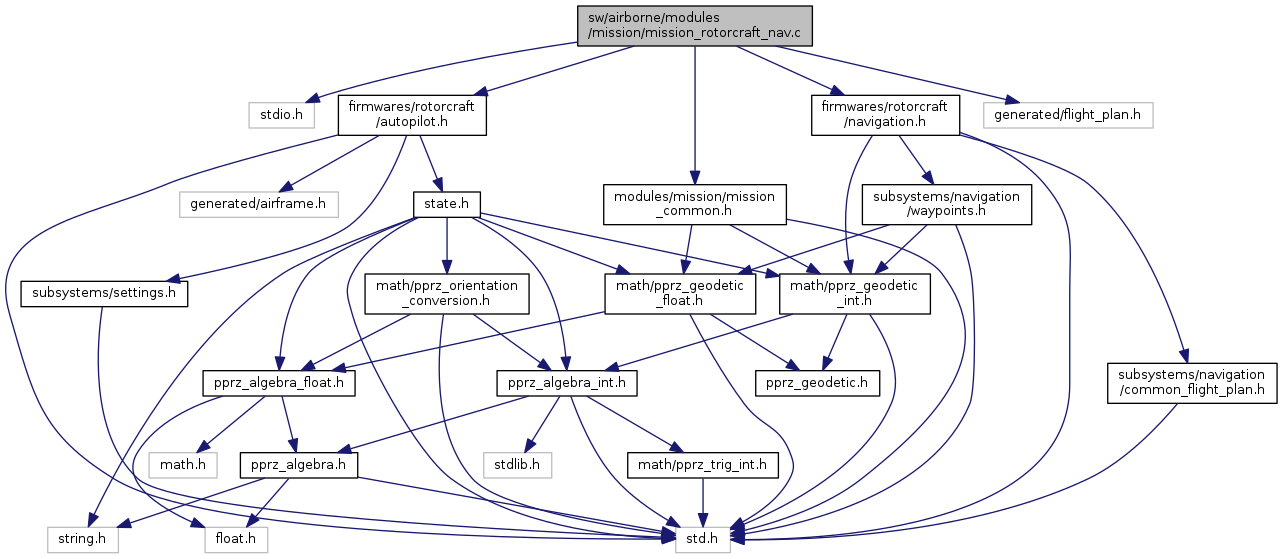 sw/airborne/modules
/mission/mission_rotorcraft_nav.c
stdio.h
firmwares/rotorcraft
/autopilot.h
firmwares/rotorcraft
/navigation.h
generated/flight_plan.h
generated/airframe.h
state.h
modules/mission/mission
_common.h
subsystems/navigation
/waypoints.h
subsystems/settings.h
math/pprz_orientation
_conversion.h
math/pprz_geodetic
_float.h
math/pprz_geodetic
_int.h
pprz_algebra_float.h
pprz_algebra_int.h
pprz_geodetic.h
subsystems/navigation
/common_flight_plan.h
math.h
pprz_algebra.h
stdlib.h
math/pprz_trig_int.h
string.h
float.h
std.h